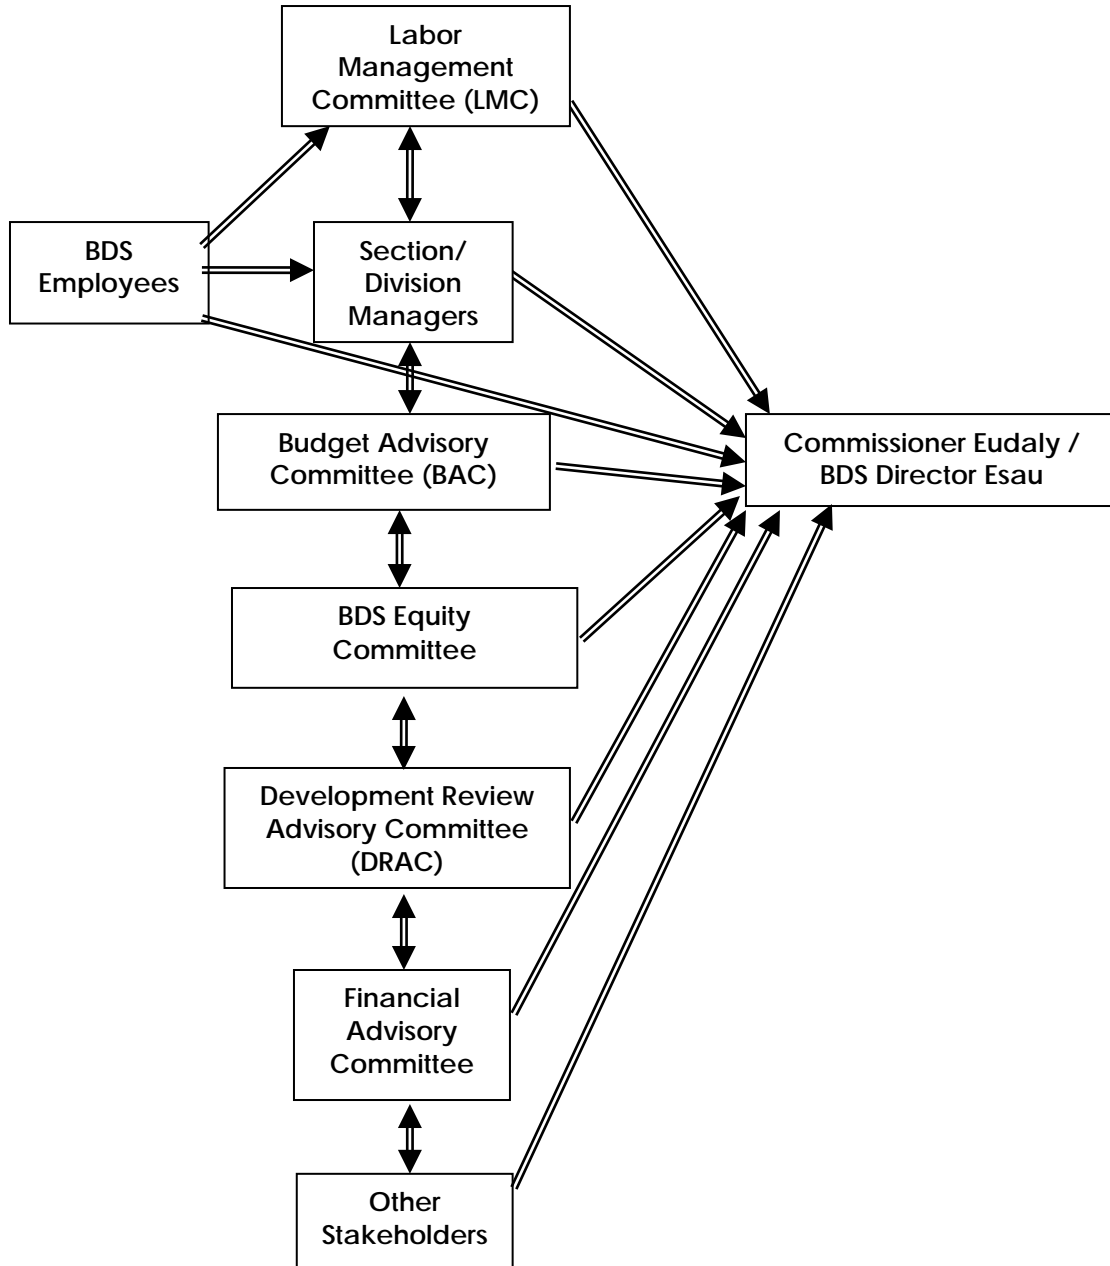 Labor
Management
Committee (LMC)
BDS
Employees
Section/
Division
Managers
Budget Advisory
Committee (BAC)
Commissioner Eudaly /
BDS Director Esau
BDS Equity
Committee
Development Review
Advisory Committee
(DRAC)
Financial
Advisory
Committee
Other
Stakeholders